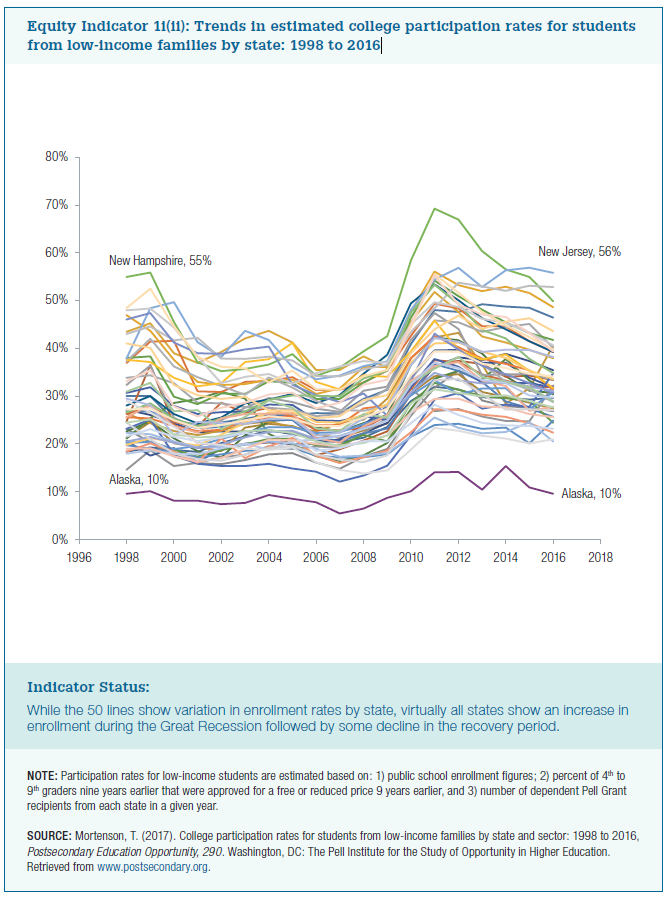 Equity Indicator 1i(ii): Trends in estimated college participation rates for students
from low-income families by state: 1998 to 2016
80%
70%
60%
50%
40%
30%
20%
10%
0%
New Hampshire, 55%
New Jersey, 56%
Alaska, 10%
Alaska, 10%
1996 1998 2000 2002 2004 2006 2008 2010 2012 2014 2016 2018
Indicator Status:
While the 50 lines show variation in enrollment rates by state, virtually all states show an increase in
enrollment during the Great Recession followed by some decline in the recovery period.
NOTE: Participation rates for low-income students are estimated based on: 1) public school enrollment figures; 2) percent of 4th to
9th graders nine years earlier that were approved for a free or reduced price 9 years earlier, and 3) number of dependent Pell Grant
recipients from each state in a given year.
SOURCE: Mortenson, T. (2017). College participation rates for students from low-income families by state and sector: 1998 to 2016,
Postsecondary Education Opportunity, 290. Washington, DC: The Pell Institute for the Study of Opportunity in Higher Education.
Retrieved from www.postsecondary.org.